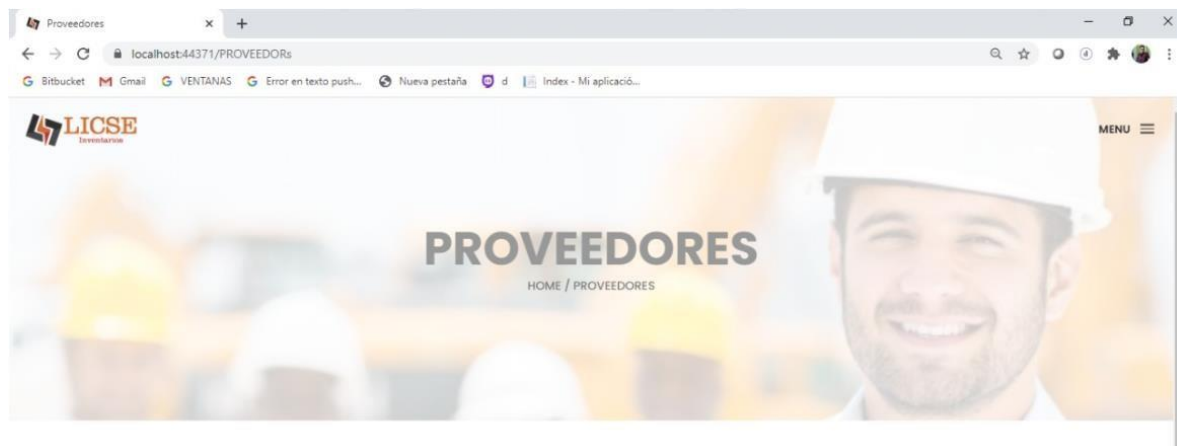 Proveedores
localhost:44371/PROVEEDORs
Bitbucket Gmail VENTANAS Error en texto push... Nueva pestaña d Index - Mi aplicació...
LICSE
Inventarios
MENU
PROVEEDORES
HOME / PROVEEDORES